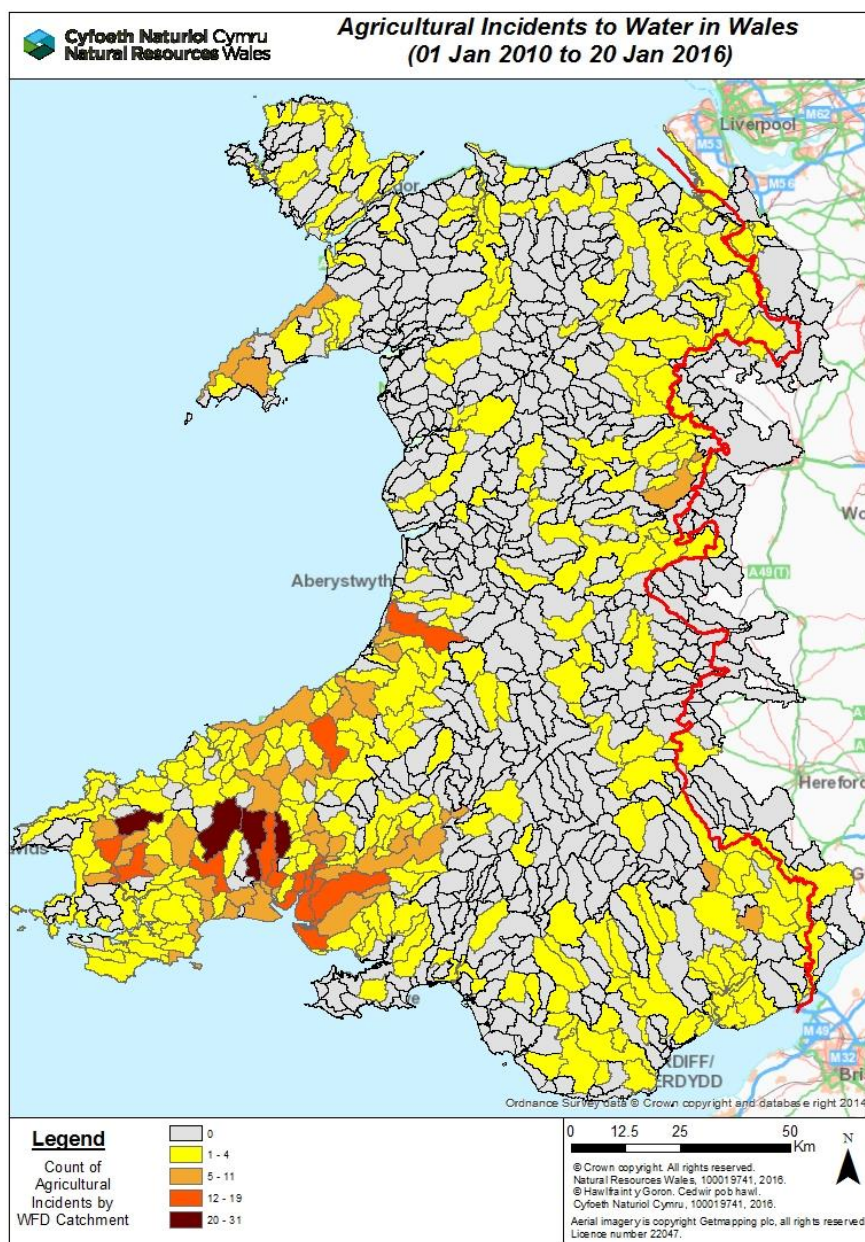 Cyfoeth Naturiol Cymru
Natural Resources Wales
Agricultural Incidents to Water in Wales
(01 Jan 2010 to 20 Jan 2016)
Liverpool
M62
M53
M56
Aberystwyth
A49(T)
Hereford
M49
M32
ERDYDD
Ordnance Survey data © Crown copyright and database right 2014
Legend
Count of
Agricultural
Incidents by
WFD Catchment
0
1 - 4
5 - 11
12 - 19
20 - 31
0 12.5 25 50
Km
N
© Crown copyright. All rights reserved.
Natural Resources Wales, 100019741, 2016.
© Hawlfraint y Goron. Cedwir pob hawl.
Cyfoeth Naturiol Cymru, 100019741, 2016.
Aerial imagery is copyright Getmapping plc, all rights reserved.
Licence number 22047.